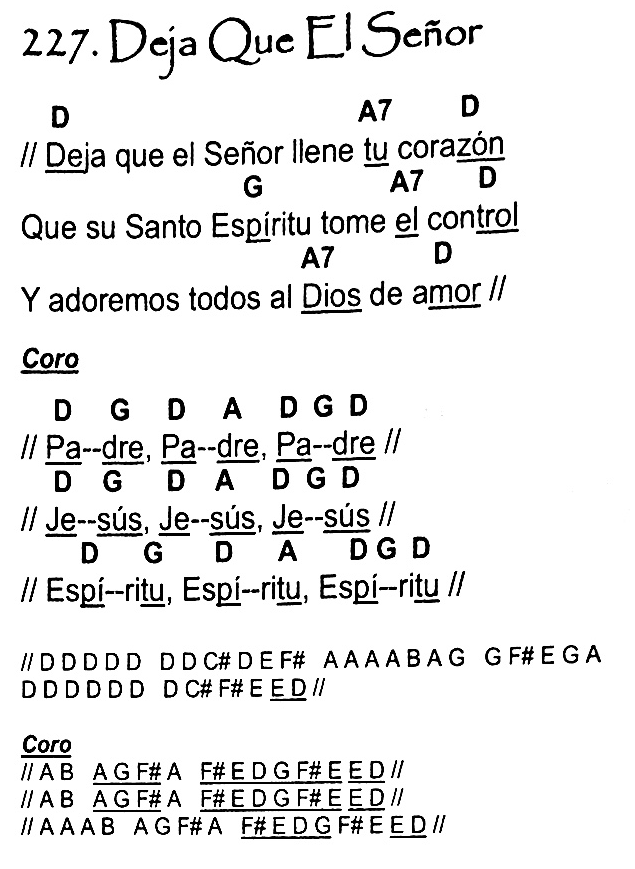 227. Deja Que El Señor
D A7 D
// Deja que el Señor llene tu corazón
G A7 D
Que su Santo Espíritu tome el control
A7 D
Y adoremos todos al Dios de amor //
Coro
D G D A D G D
// Pa--dre, Pa--dre, Pa--dre //
D G D A D G D
// Je--sús, Je--sús, Je--sús //
D G D A D G D
// Espí--ritu, Espí--ritu, Espí--ritu //
// D D D D D D D C# D E F# A A A A B A G G F# E G A
D D D D D D D C# F# E E D //
Coro
// A B A G F# A F# E D G F# E E D //
// A B A G F# A F# E D G F# E E D //
// A A A B A G F# A F# E D G F# E E D //